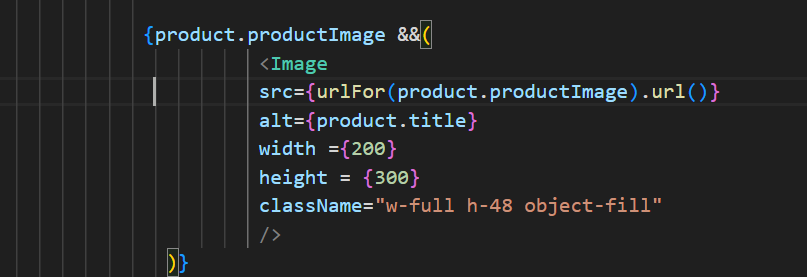 {product.productImage &&(
<Image
src={urlFor(product.productImage).url()}
alt={product.title}
width ={200}
height = {300}
className="w-full h-48 object-fill"
/>
)}